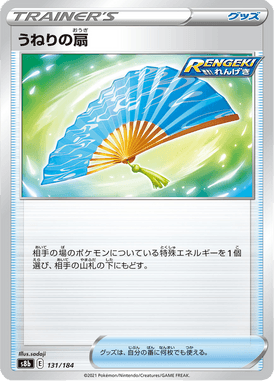 TRAINER'S
グッズ
うねりの扇
おうぎ
RENGEKI
れんげき
相手の場のポケモンについている特殊エネルギーを1個
選び、相手の山札の下にもどす。
Illus.sadaji
s8b E 131/184
グッズは、自分の番に何枚でも使える。
©2021 Pokémon/Nintendo/Creatures/GAME FREAK.